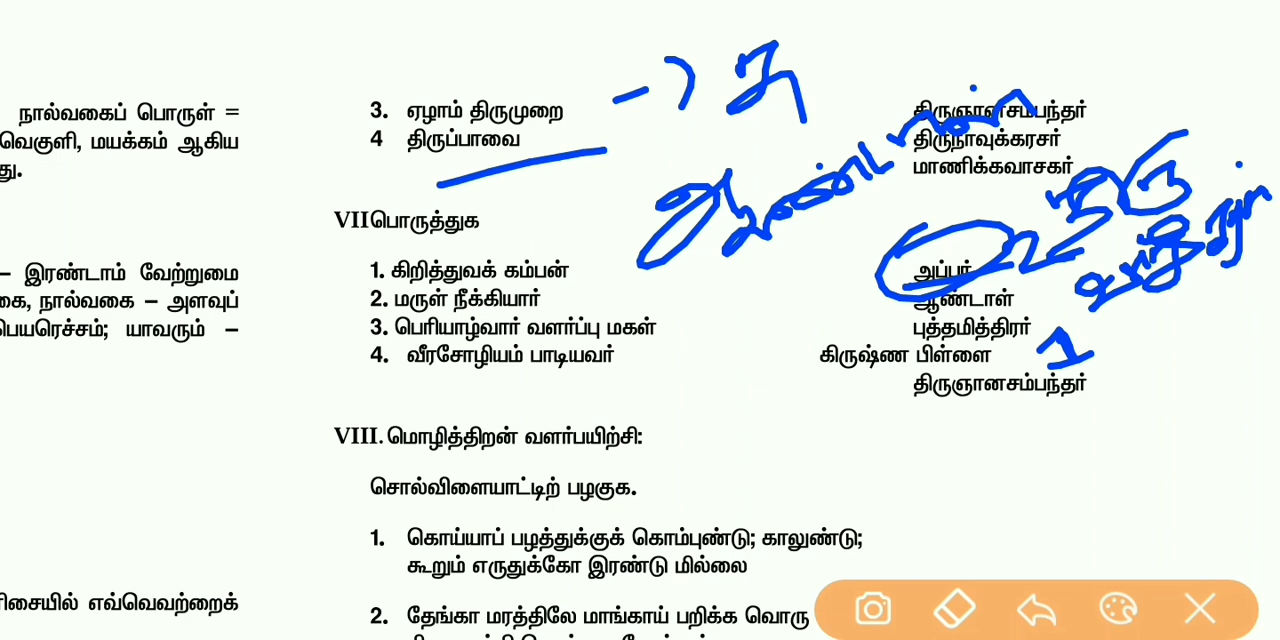 நால்வகைப் பொருள் =
வெகுளி, மயக்கம் ஆகிய
து.
– இரண்டாம் வேற்றுமை
கை, நால்வகை – அளவுப்
பெயரெச்சம்; யாவரும் –
ரிசையில் எவ்வெவற்றைக்
3. ஏழாம் திருமுறை திருஞானசம்பந்தர்
4 திருப்பாவை திருநாவுக்கரசர்
மாணிக்கவாசகர்
VII பொருத்துக
1. கிறித்துவக் கம்பன் அப்பர்
2. மருள் நீக்கியார் ஆண்டாள்
3. பெரியாழ்வார் வளர்ப்பு மகள் புத்தமித்திரர்
4. வீரசோழியம் பாடியவர் கிருஷ்ண பிள்ளை 1
திருஞானசம்பந்தர்
VIII. மொழித்திறன் வளர்பயிற்சி:
சொல்விளையாட்டிற் பழகுக.
1. கொய்யாப் பழத்துக்குக் கொம்புண்டு; காலுண்டு;
கூறும் எருதுக்கோ இரண்டு மில்லை
2. தேங்கா மரத்திலே மாங்காய் பறிக்க வொரு